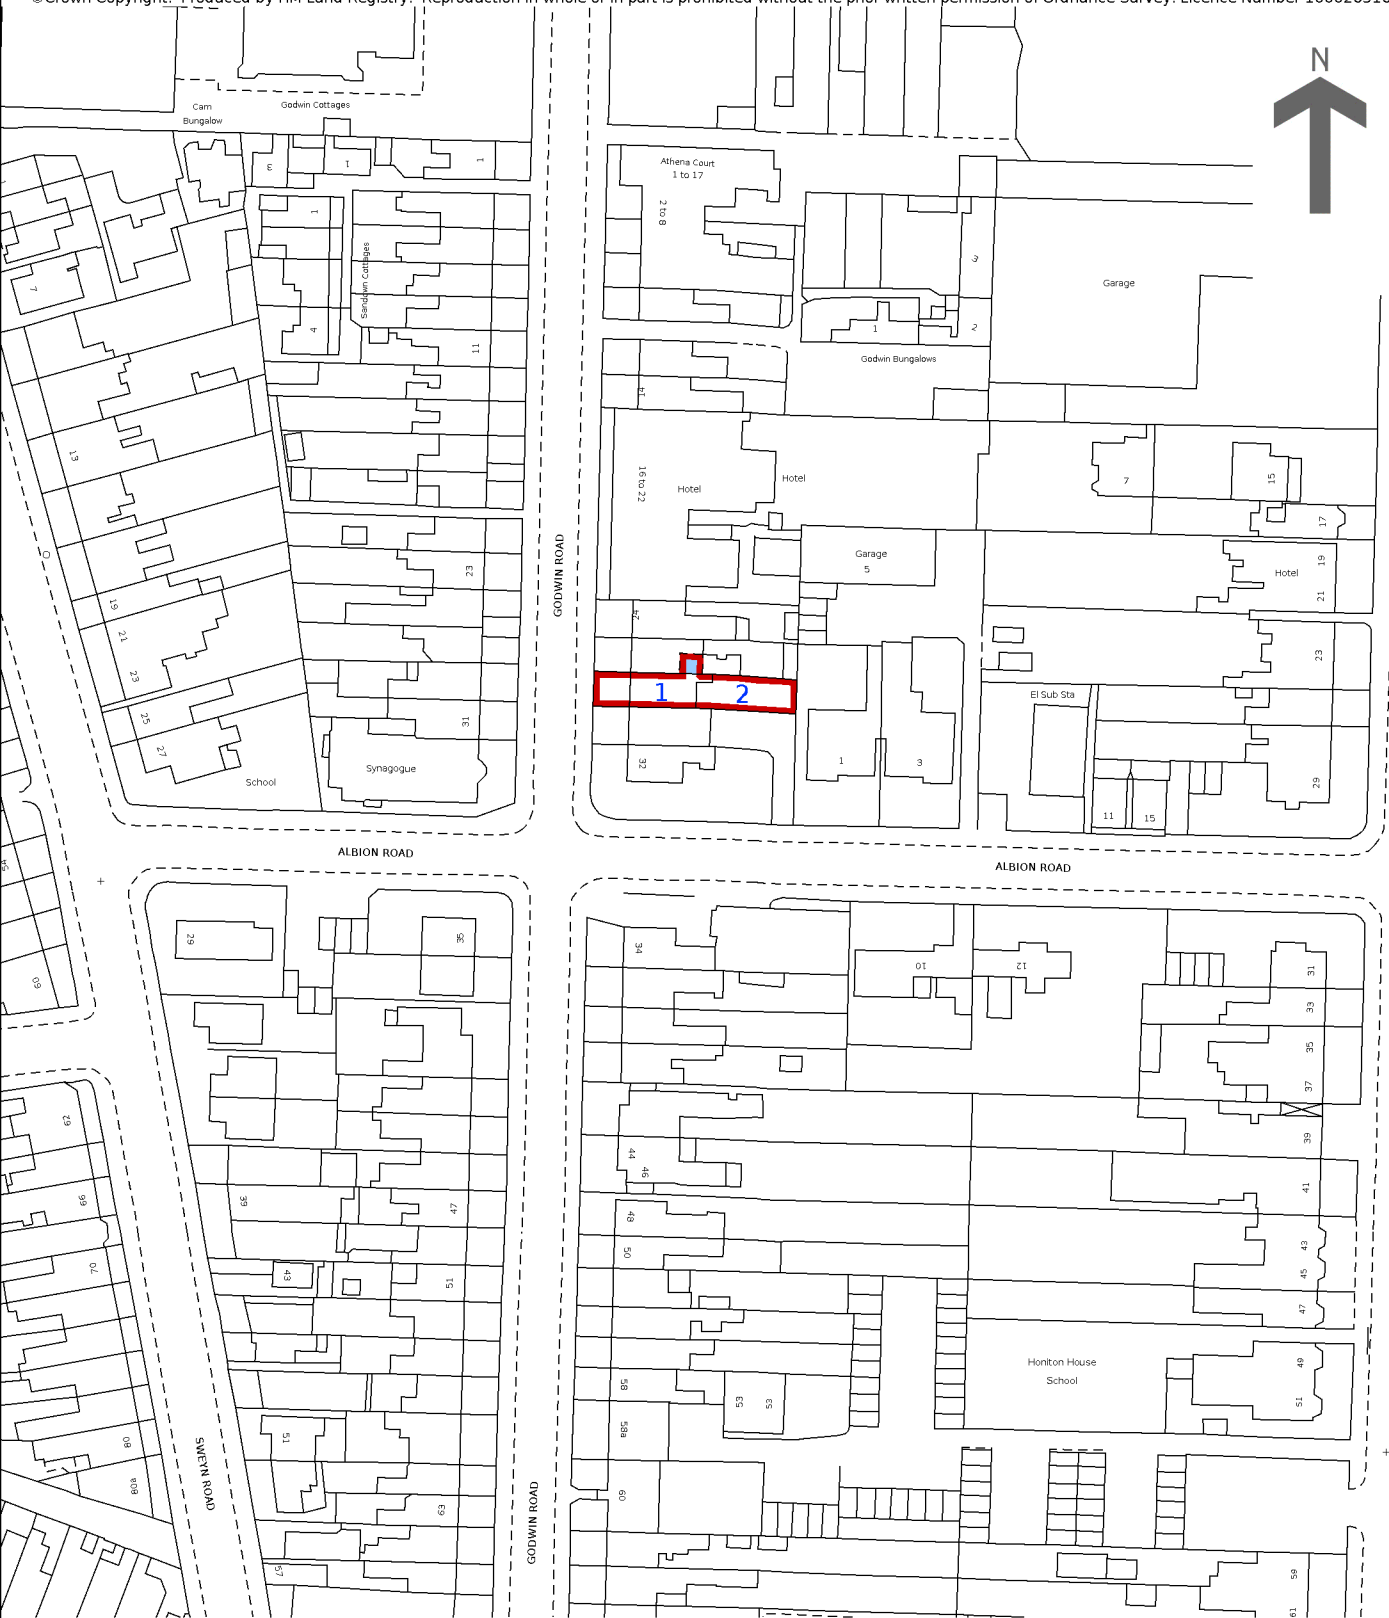 ©Crown Copyright. Produced by HM Land Registry. Reproduction in whole or in part is prohibited without the prior written permission of Ordnance Survey. Licence Number
N
Cam
Bungalow
Godwin Cottages
3
1
1
Athena Court
1 to 17
2 to 8
1
Sandown Cottages
4
11
7
3
2
1
Godwin Bungalows
Garage
14
13
16 to 22
Hotel
Hotel
7
15
17
GODWIN ROAD
Garage
5
19
Hotel
21
23
19
21
23
24
23
25
27
31
School
Synagogue
1
2
El Sub Sta
32
1
3
11
15
29
ALBION ROAD
ALBION ROAD
29
35
34
10
12
31
33
35
37
39
41
43
45
47
60
62
66
70
80
80a
39
47
43
51
44
46
48
50
58
58a
53
53
60
Honiton House
School
49
51
51
63
57
59
61
SWEYN ROAD
GODWIN ROAD